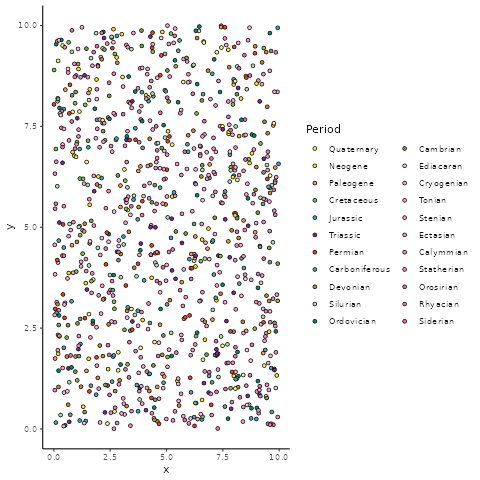 10.0
7.5
5.0
2.5
0.0
y
0.0 2.5 5.0 7.5 10.0
x
Period
Quaternary
Neogene
Paleogene
Cretaceous
Jurassic
Triassic
Permian
Carboniferous
Devonian
Silurian
Ordovician
Cambrian
Ediacaran
Cryogenian
Tonian
Stenian
Ectasian
Calymmian
Statherian
Orosirian
Rhyacian
Siderian